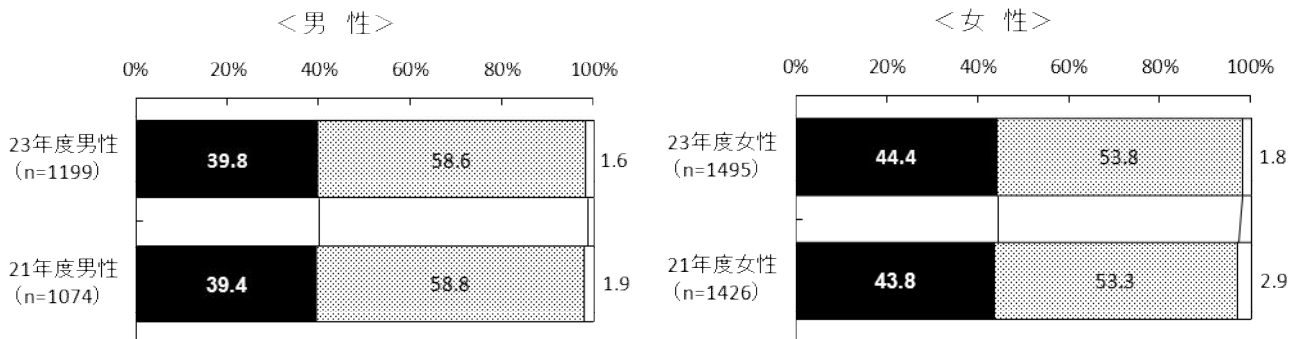 ＜男 性＞
0% 20% 40% 60% 80% 100%
23年度男性
（n=1199）
39.8 58.6 1.6
21年度男性
（n=1074）
39.4 58.8 1.9
＜女 性＞
0% 20% 40% 60% 80% 100%
23年度女性
（n=1495）
44.4 53.8 1.8
21年度女性
（n=1426）
43.8 53.3 2.9